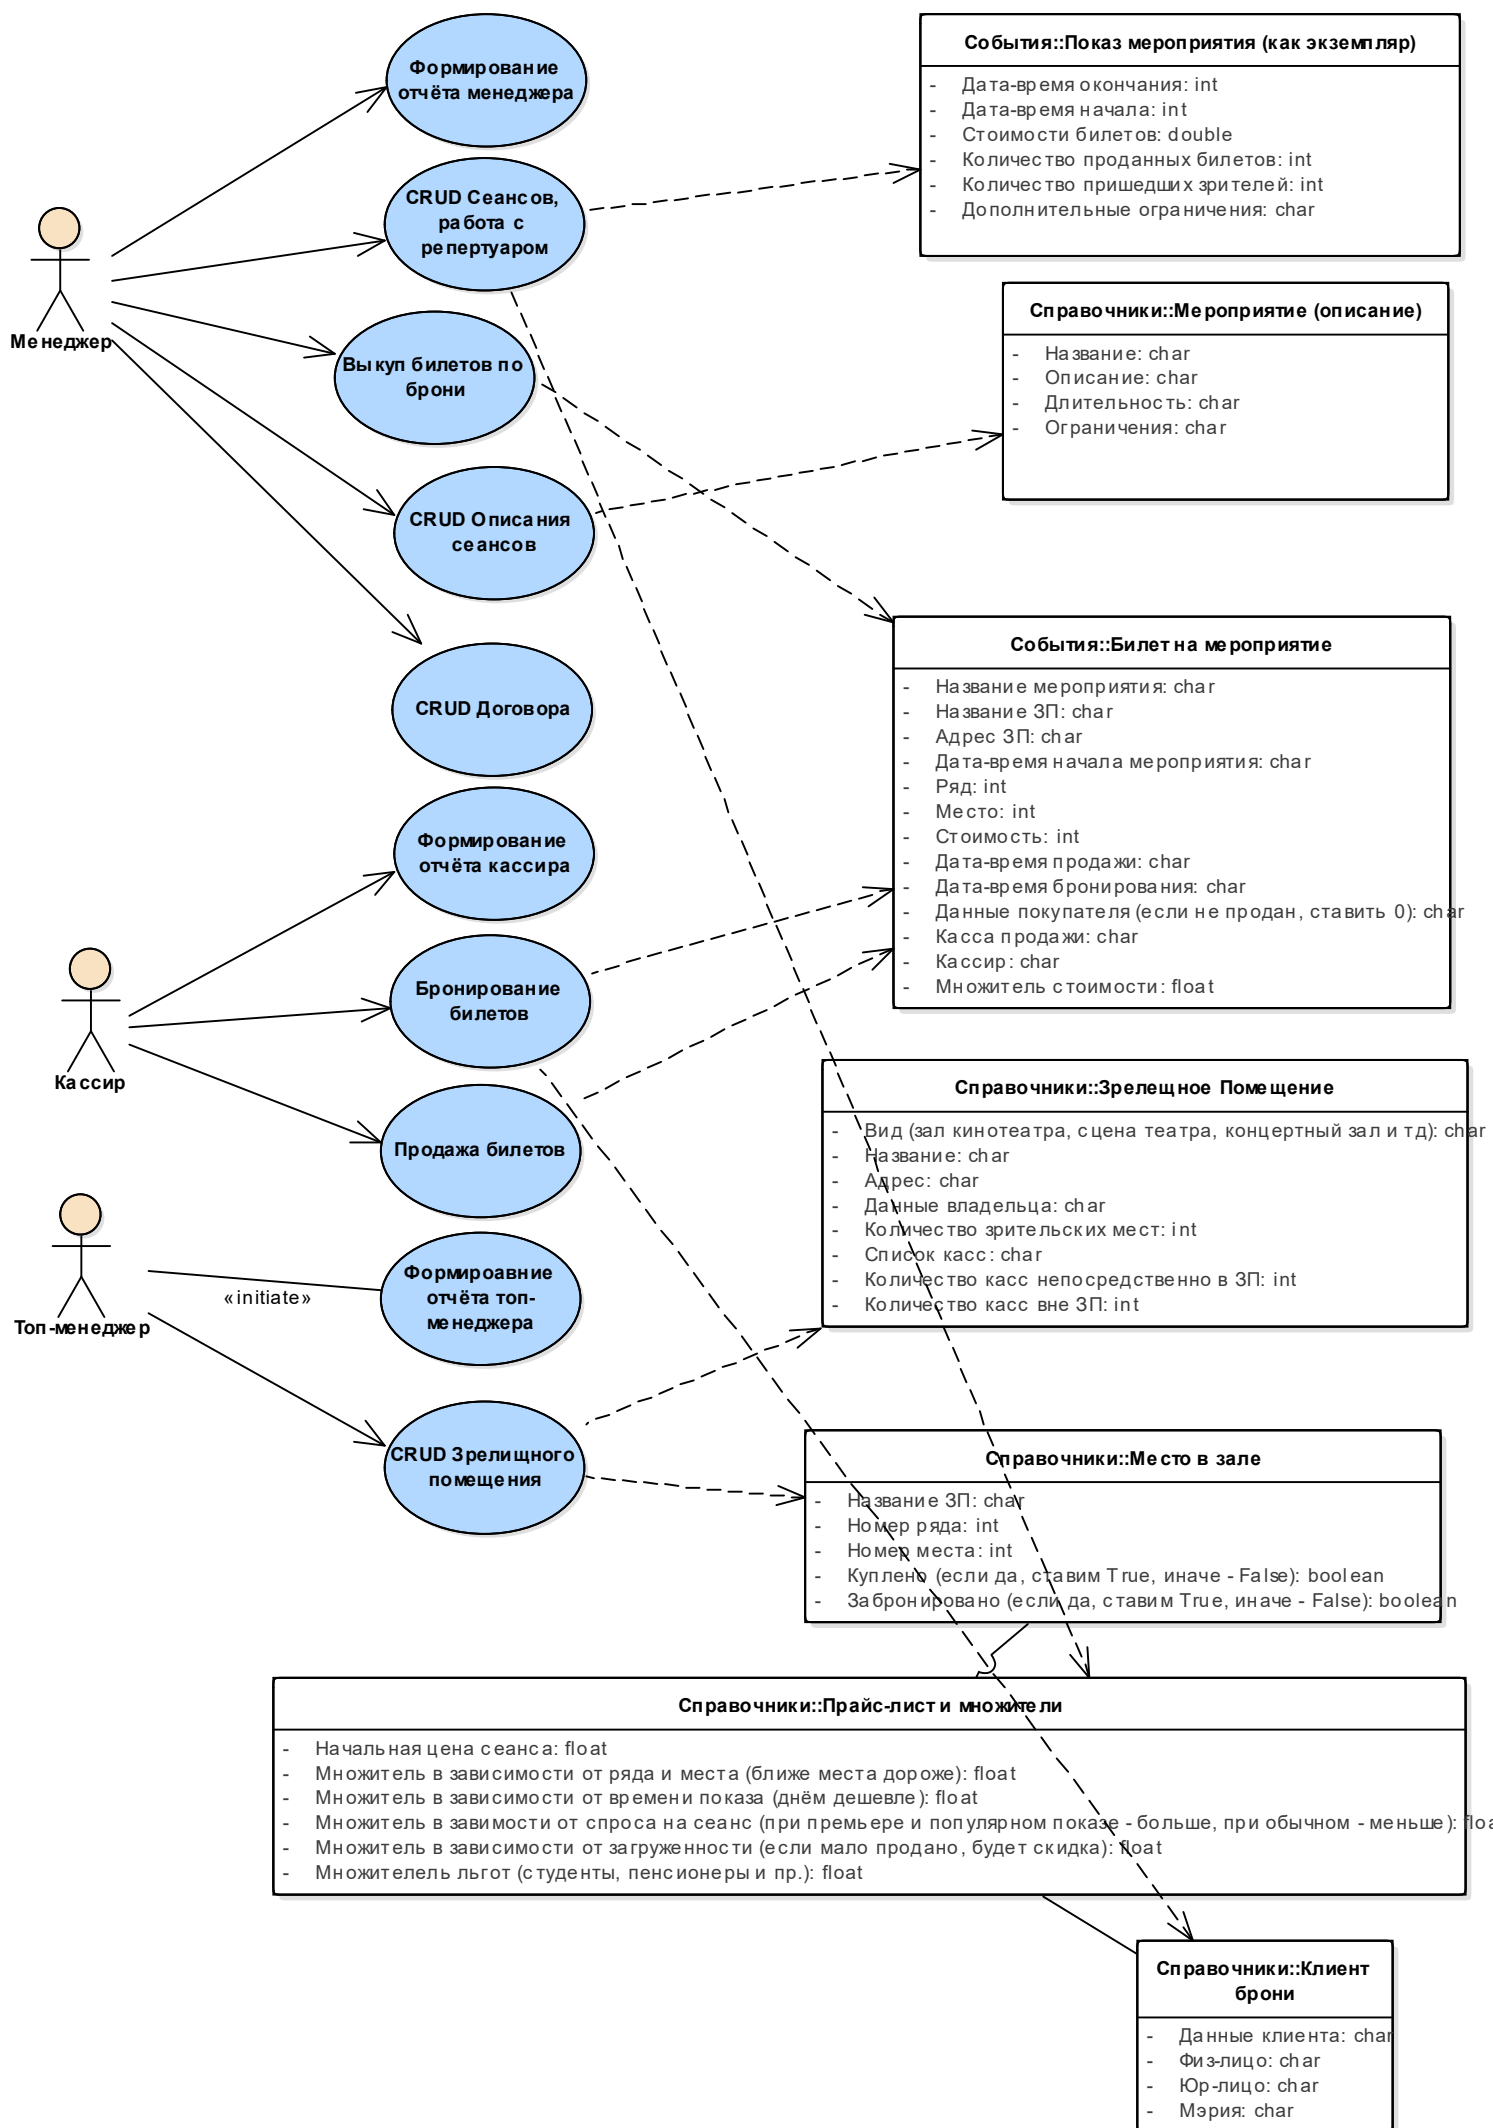 Формирование
отчёта менеджера
CRUD Сеансов,
работа с
репертуаром
Менеджер
Выкуп билетов по
брони
CRUD Описания
сеансов
CRUD Договора
Формирование
отчёта кассира
Бронирование
билетов
Кассир
Продажа билетов
Формироавние
отчёта топ-
менеджера
«initiate»
Топ-менеджер
CRUD Зрелищного
помещения
События::Показ мероприятия (как экземпляр)
- Дата-время окончания: int
- Дата-время начала: int
- Стоимости билетов: double
- Количество проданных билетов: int
- Количество пришедших зрителей: int
- Дополнительные ограничения: char
Справочники::Мероприятие (описание)
- Название: char
- Описание: char
- Длительность: char
- Ограничения: char
События::Билет на мероприятие
- Название мероприятия: char
- Название ЗП: char
- Адрес ЗП: char
- Дата-время начала мероприятия: char
- Ряд: int
- Место: int
- Стоимость: int
- Дата-время продажи: char
- Дата-время бронирования: char
- Данные покупателя (если не продан, ставить 0): char
- Касса продажи: char
- Кассир: char
- Множитель стоимости: float
Справочники::Зрелещное Помещение
- Вид (зал кинотеатра, сцена театра, концертный зал и тд): char
- Название: char
- Адрес: char
- Данные владельца: char
- Количество зрительских мест: int
- Список касс: char
- Количество касс непосредственно в ЗП: int
- Количество касс вне ЗП: int
Справочники::Место в зале
- Название ЗП: char
- Номер ряда: int
- Номер места: int
- Куплено (если да, ставим True, иначе - False): boolean
- Забронировано (если да, ставим True, иначе - False): boolean
Справочники::Прайс-лист и множители
- Начальная цена сеанса: float
- Множитель в зависимости от ряда и места (ближе места дороже): float
- Множитель в зависимости от времени показа (днём дешевле): float
- Множитель в завимости от спроса на сеанс (при премьере и популярном показе - больше, при обычном - меньше): floa
- Множитель в зависимости от загруженности (если мало продано, будет скидка): float
- Множителель льгот (студенты, пенсионеры и пр.): float
Справочники::Клиент
брони
- Данные клиента: char
- Физ-лицо: char
- Юр-лицо: char
- Мэрия: char